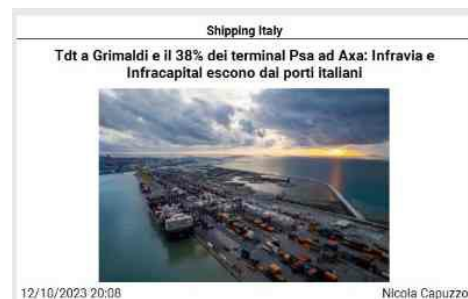 Shipping Italy
Tdt a Grimaldi e il 38% dei terminal Psa ad Axa: Infravia e
Infracapital escono dai porti italiani
12/10/2023 20:08
Nicola Capuzzo